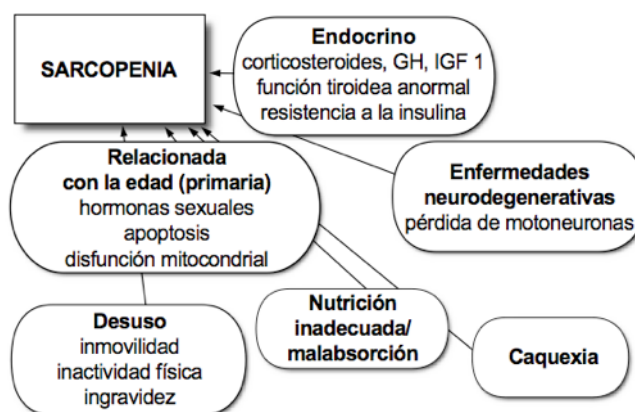 SARCOPENIA
Endocrino
corticosteroides, GH, IGF 1
función tiroidea anormal
resistencia a la insulina
Relacionada
con la edad (primaria)
hormonas sexuales
apoptosis
disfunción mitocondrial
Enfermedades
neurodegenerativas
pérdida de motoneuronas
Desuso
inmovilidad
inactividad física
ingravidez
Nutrición
inadecuada/
malabsorción
Caquexia